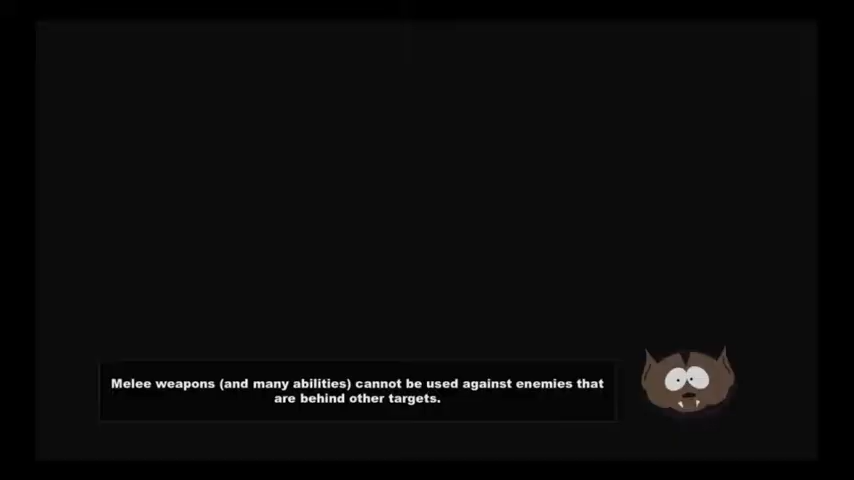 Melee weapons (and many abilities) cannot be used against enemies that
are behind other targets.